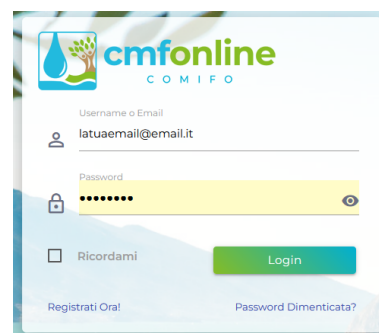 cmfonline
COMIFO
Username o Email
latuaemail@email.it
Password
••••••••
Ricordami
Login
Registrati Ora!
Password Dimenticata?